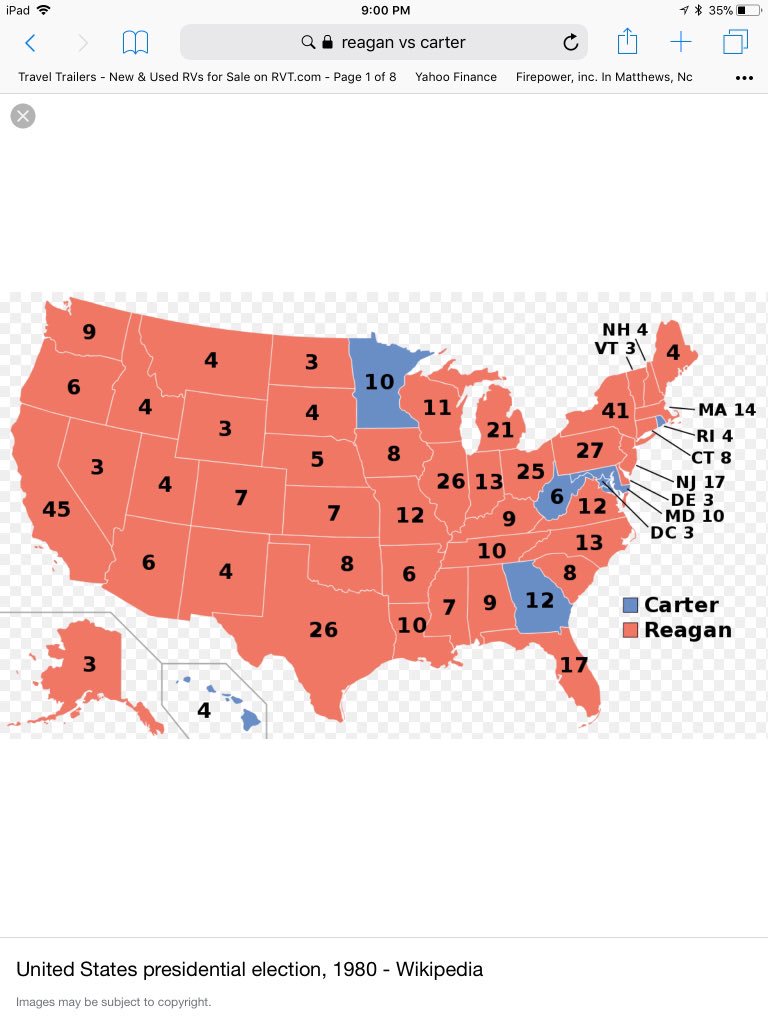 iPad 9:00 PM 35%
reagan vs carter
Travel Trailers - New & Used RVs for Sale on RVT.com - Page 1 of 8 Yahoo Finance Firepower, inc. In Matthews, Nc
NH 4
VT 3
9
4
3
4
6
10
4
3
4
11
41
MA 14
21
RI 4
3
5
8
27
CT 8
4
7
26
13
25
NJ 17
45
7
12
9
6
12
DE 3
MD 10
DC 3
6
4
8
6
10
13
8
7
9
12
Carter
26
10
Reagan
3
17
4
United States presidential election, 1980 - Wikipedia
Images may be subject to copyright.